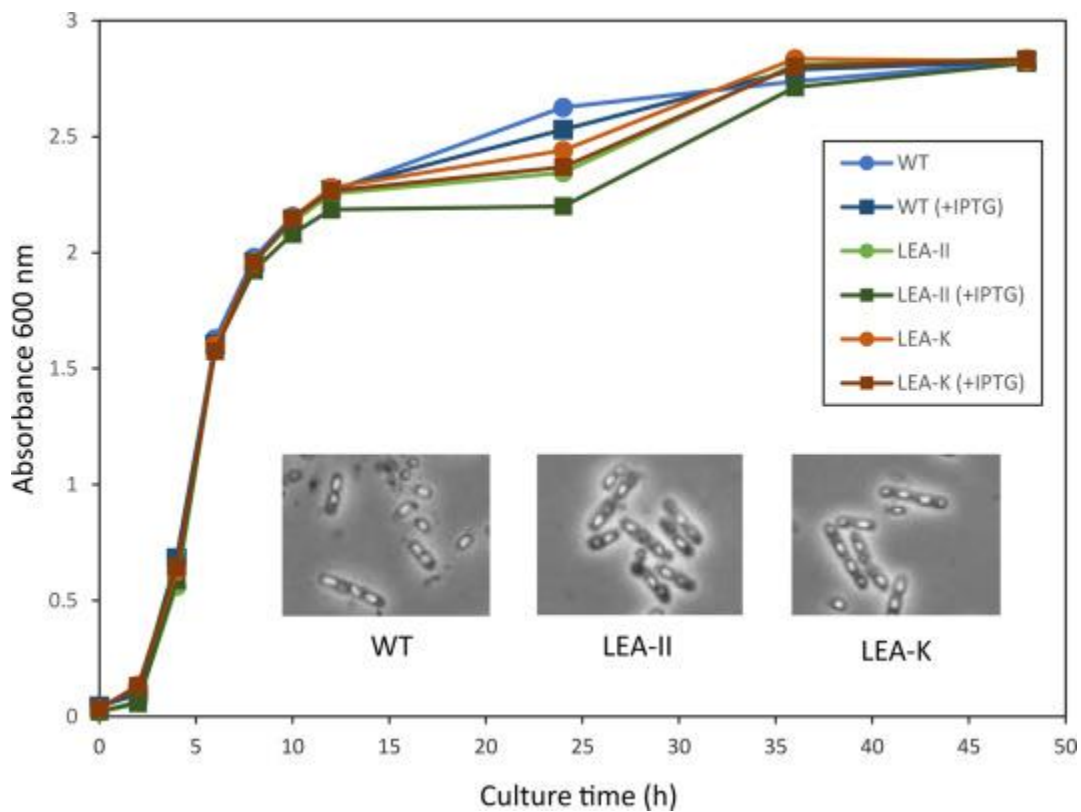 3
2.5
2
1.5
1
0.5
0
Absorbance 600 nm
WT
WT (+IPTG)
LEA-II
LEA-II (+IPTG)
LEA-K
LEA-K (+IPTG)
WT
LEA-II
LEA-K
0 5 10 15 20 25 30 35 40 45 50
Culture time (h)